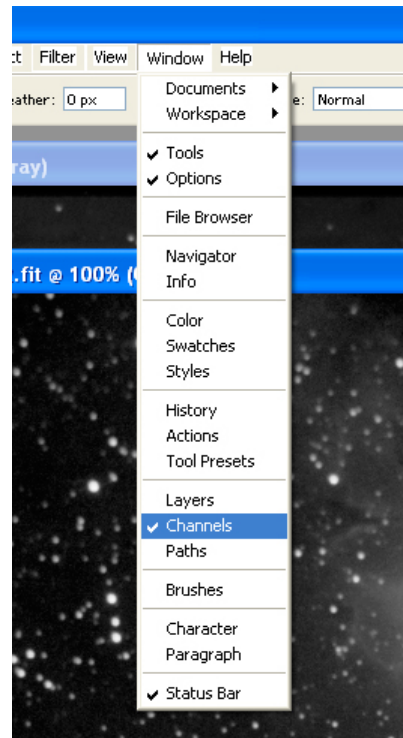 ct Filter View Window Help
eather: 0 px e: Normal
Documents
Workspace
Tools
ray)
Options
File Browser
Navigator
.fit @ 100% (
Info
Color
Swatches
Styles
History
Actions
Tool Presets
Layers
Channels
Paths
Brushes
Character
Paragraph
Status Bar